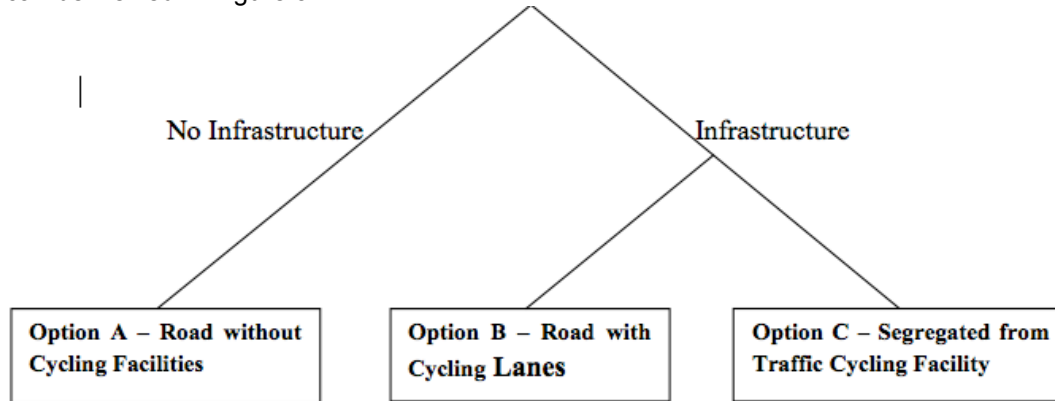 No Infrastructure
Infrastructure
Option A – Road without
Cycling Facilities
Option B – Road with
Cycling Lanes
Option C – Segregated from
Traffic Cycling Facility